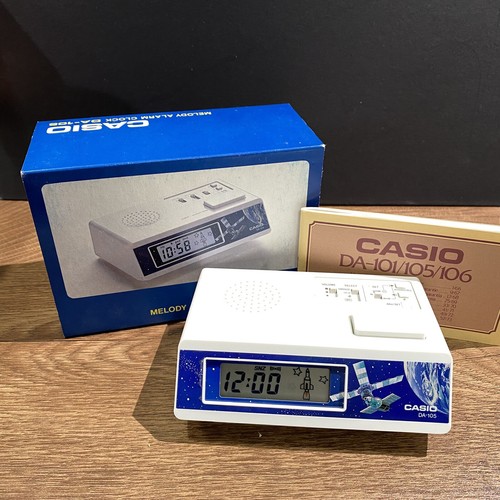 MELODY ALARM CLOCK DA-105
CASIO
10:58
MELODY
CASIO
DA-101/105/106
SNZ
12:00
CASIO
DA-105